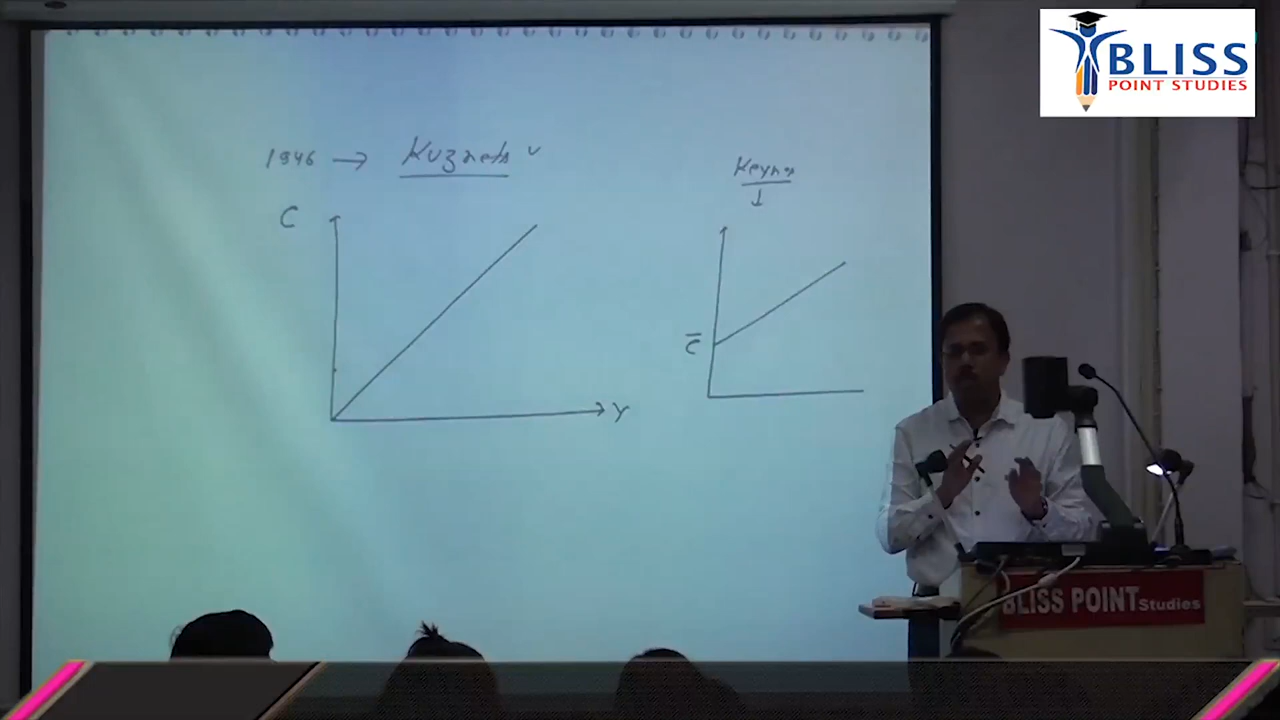 BLISS
POINT STUDIES
1946 → Kuznets
Keynes
↓
C
C̅
Y
BLISS POINT Studies